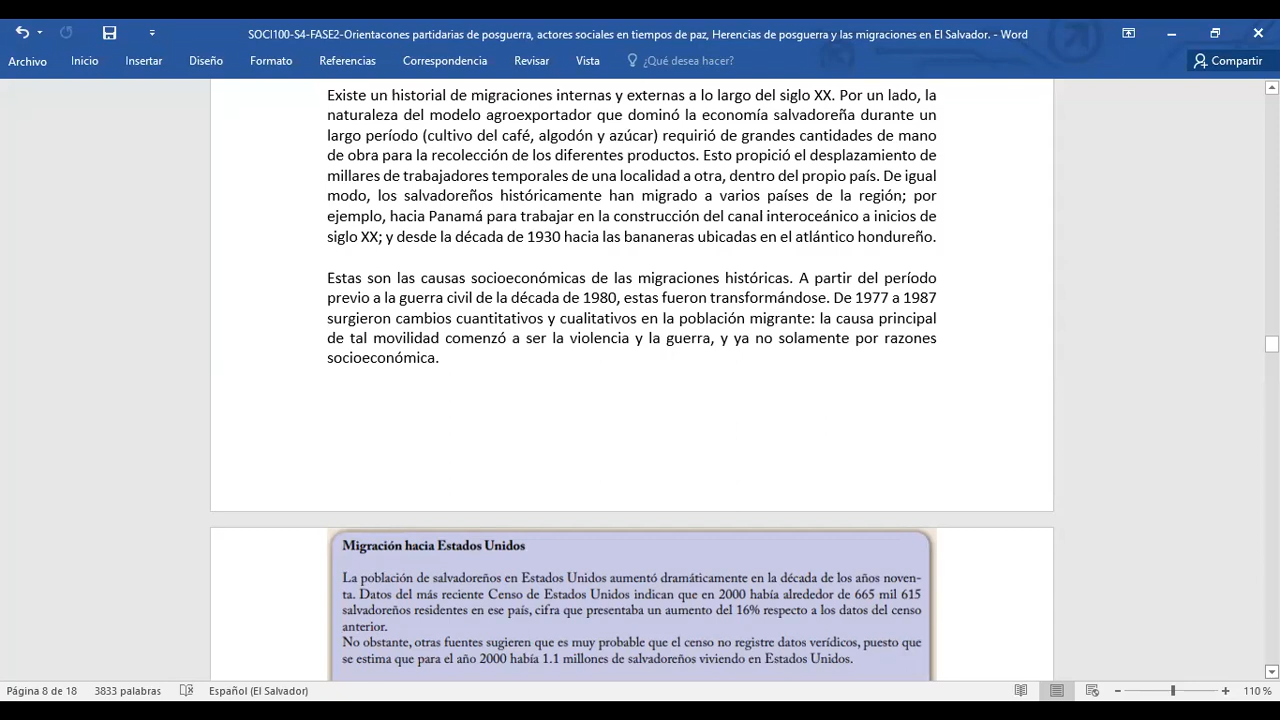 SOCI100-S4-FASE2-Orientacones partidarias de posguerra, actores sociales en tiempos de paz, Herencias de posguerra y las migraciones en El Salvador. - Word
Archivo Inicio Insertar Diseño Formato Referencias Correspondencia Revisar Vista ¿Qué desea hacer? Compartir
Existe un historial de migraciones internas y externas a lo largo del siglo XX. Por un lado, la
naturaleza del modelo agroexportador que dominó la economía salvadoreña durante un
largo período (cultivo del café, algodón y azúcar) requirió de grandes cantidades de mano
de obra para la recolección de los diferentes productos. Esto propició el desplazamiento de
millares de trabajadores temporales de una localidad a otra, dentro del propio país. De igual
modo, los salvadoreños históricamente han migrado a varios países de la región; por
ejemplo, hacia Panamá para trabajar en la construcción del canal interoceánico a inicios de
siglo XX; y desde la década de 1930 hacia las bananeras ubicadas en el atlántico hondureño.
Estas son las causas socioeconómicas de las migraciones históricas. A partir del período
previo a la guerra civil de la década de 1980, estas fueron transformándose. De 1977 a 1987
surgieron cambios cuantitativos y cualitativos en la población migrante: la causa principal
de tal movilidad comenzó a ser la violencia y la guerra, y ya no solamente por razones
socioeconómica.
Migración hacia Estados Unidos
La población de salvadoreños en Estados Unidos aumentó dramáticamente en la década de los años noven-
ta. Datos del más reciente Censo de Estados Unidos indican que en 2000 había alrededor de 665 mil 615
salvadoreños residentes en ese país, cifra que presentaba un aumento del 16% respecto a los datos del censo
anterior.
No obstante, otras fuentes sugieren que es muy probable que el censo no registre datos verídicos, puesto que
se estima que para el año 2000 había 1.1 millones de salvadoreños viviendo en Estados Unidos.
Página 8 de 18 3833 palabras Español (El Salvador) 110 %